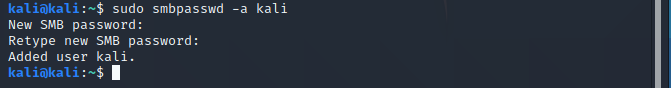 kali@kali:~$ sudo smbpasswd -a kali
New SMB password:
Retype new SMB password:
Added user kali.
kali@kali:~$